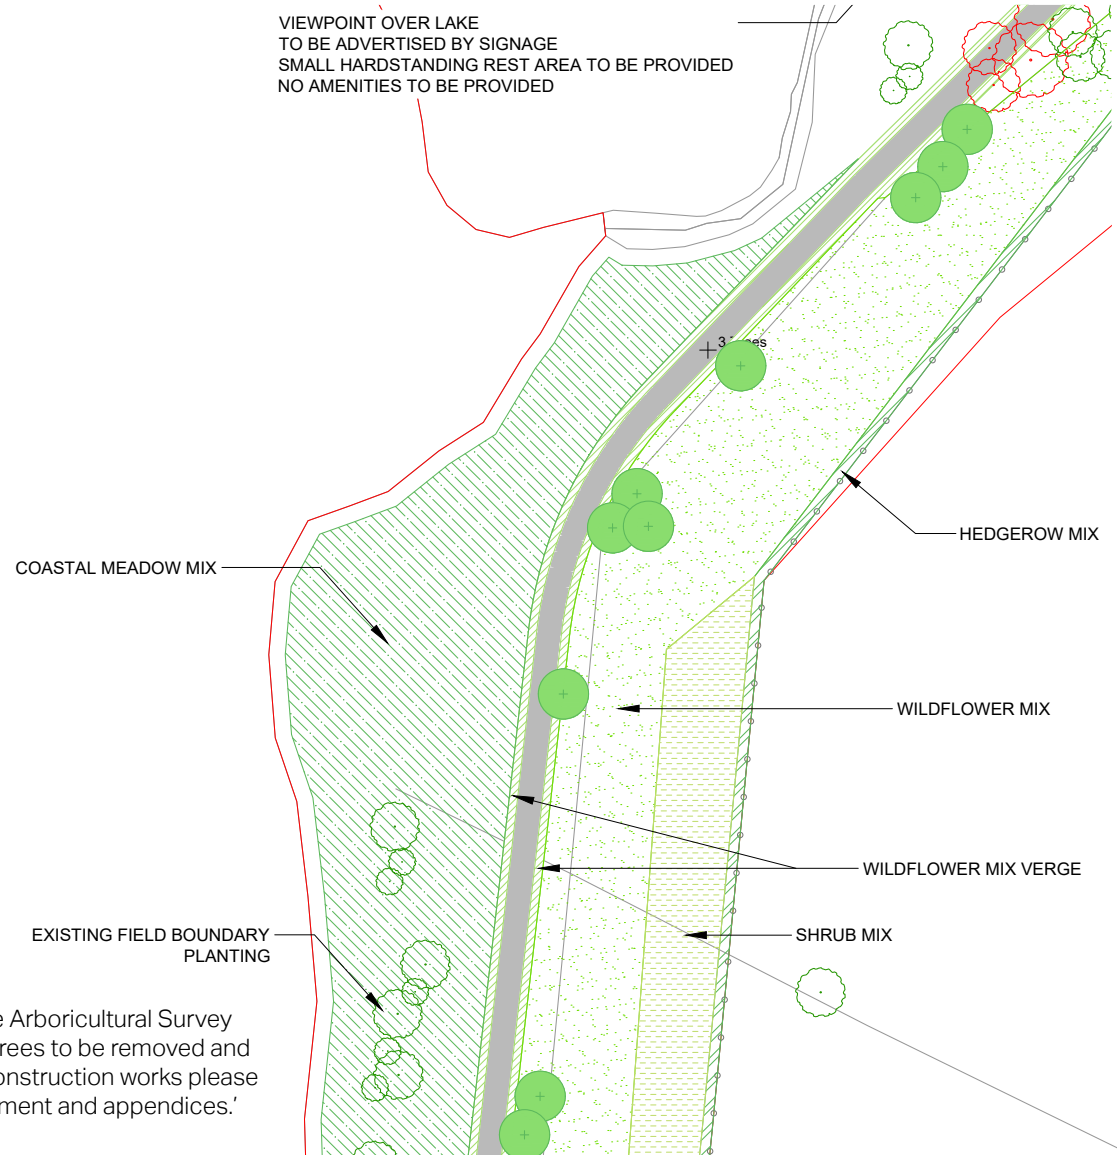 VIEWPOINT OVER LAKE
TO BE ADVERTISED BY SIGNAGE
SMALL HARDSTANDING REST AREA TO BE PROVIDED
NO AMENITIES TO BE PROVIDED
3
HEDGEROW MIX
COASTAL MEADOW MIX
WILDFLOWER MIX
WILDFLOWER MIX VERGE
EXISTING FIELD BOUNDARY
PLANTING
SHRUB MIX
e Arboricultural Survey
rees to be removed and
onstruction works please
ment and appendices.'